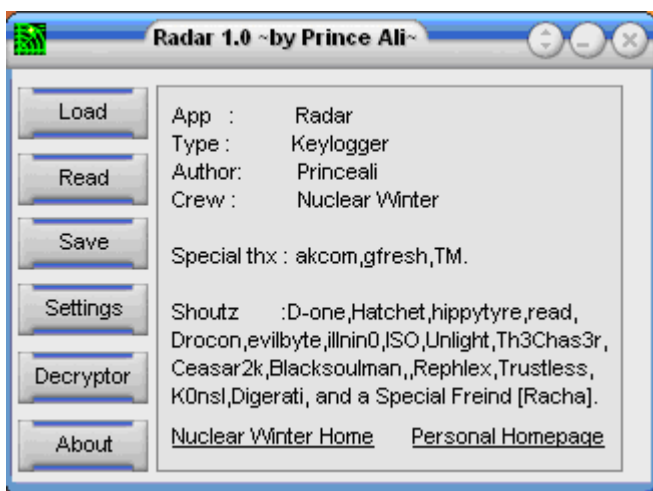 Radar 1.0 ~by Prince Ali~
Load
Read
Save
Settings
Decryptor
About
App : Radar
Type : Keylogger
Author: Princeali
Crew : Nuclear Winter
Special thx : akcom,gfresh,TM.
Shoutz :D-one,Hatchet,hippytyre,read,
Drocon,evilbyte,illnin0,ISO,Unlight,Th3Chas3r,
Ceasar2k,Blacksoulman,,Rephlex,Trustless,
K0nsl,Digerati, and a Special Freind [Racha].
Nuclear Winter Home Personal Homepage